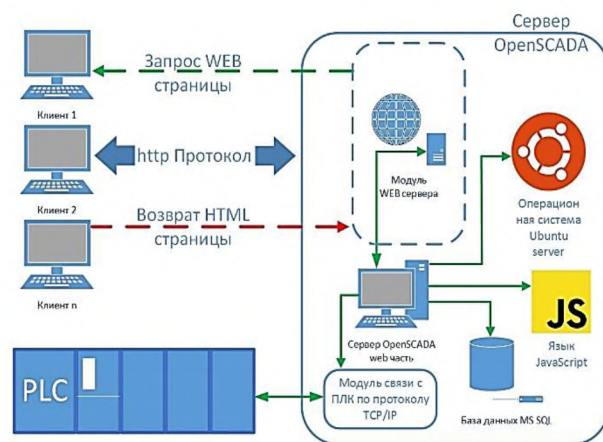 Сервер
OpenSCADA
Запрос WEB
страницы
Клиент 1
http Протокол
Клиент 2
Возврат HTML
страницы
Клиент n
Модуль
WEB сервера
Операцион
ная система
Ubuntu
server
Сервер OpenSCADA
web часть
JS
Язык
JavaScript
База данных MS SQL
PLC
Модуль связи с
ПЛК по протоколу
TCP/IP